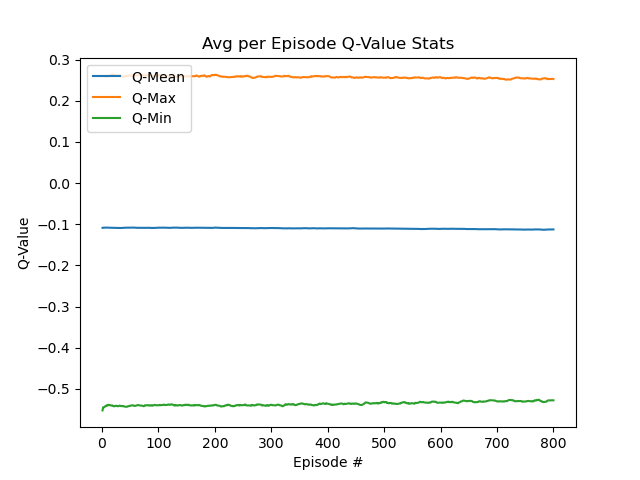 Avg per Episode Q-Value Stats
Q-Value
0.3
0.2
0.1
0.0
−0.1
−0.2
−0.3
−0.4
−0.5
Q-Mean
Q-Max
Q-Min
0 100 200 300 400 500 600 700 800
Episode #